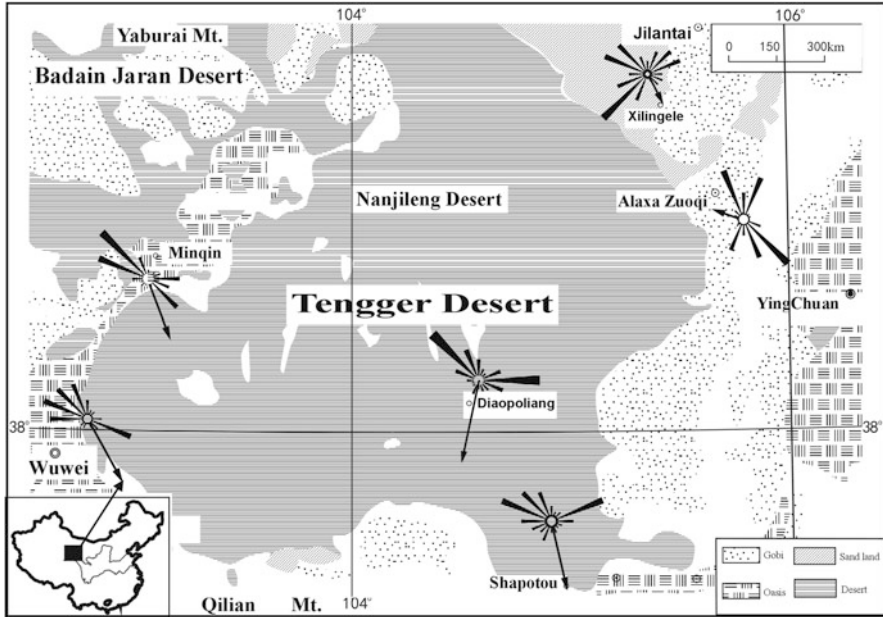 104°
106°
Yaburai Mt.
Jilantai
Badain Jaran Desert
0 150 300km
Xilingele
Nanjileng Desert
Alaxa Zuoqi
Minqin
Tengger Desert
YingChuan
Diaopoliang
38°
38°
Wuwei
Shapotou
Gobi
Sand land
Oasis
Desert
Qilian Mt.
104°
106°